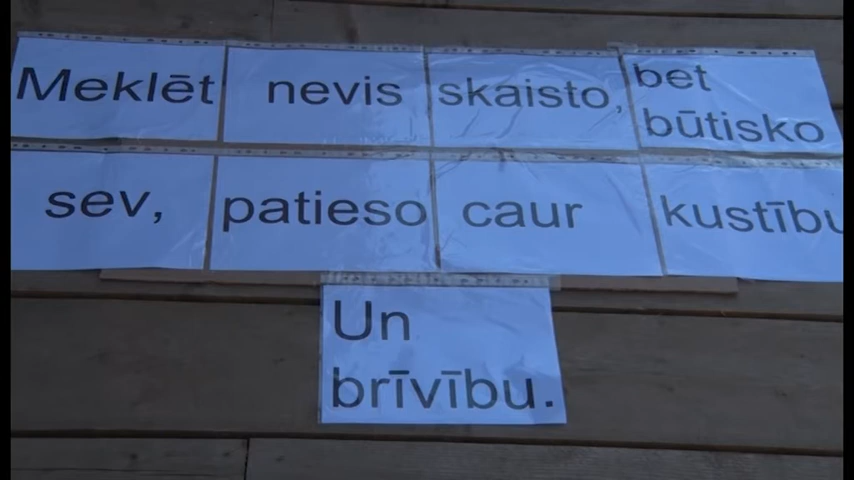 Meklēt nevis skaisto, bet
būtisko
sev, patieso caur kustību
Un
brīvību.